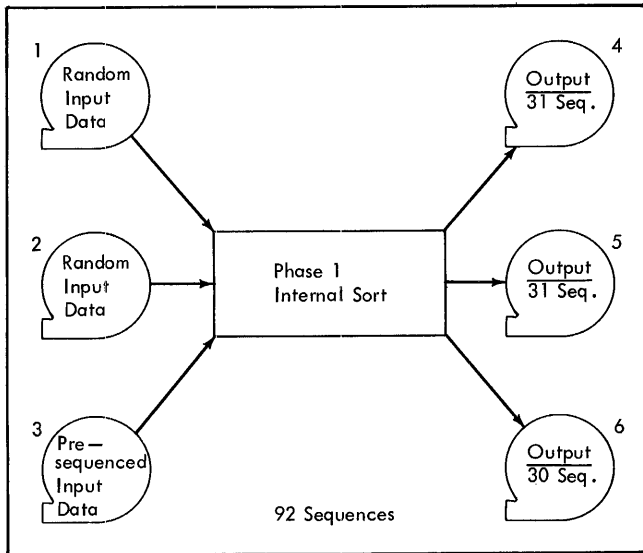 1
Random
Input
Data
2
Random
Input
Data
3
Pre-
sequenced
Input
Data
Phase 1
Internal Sort
92 Sequences
4
Output
31 Seq.
5
Output
31 Seq.
6
Output
30 Seq.